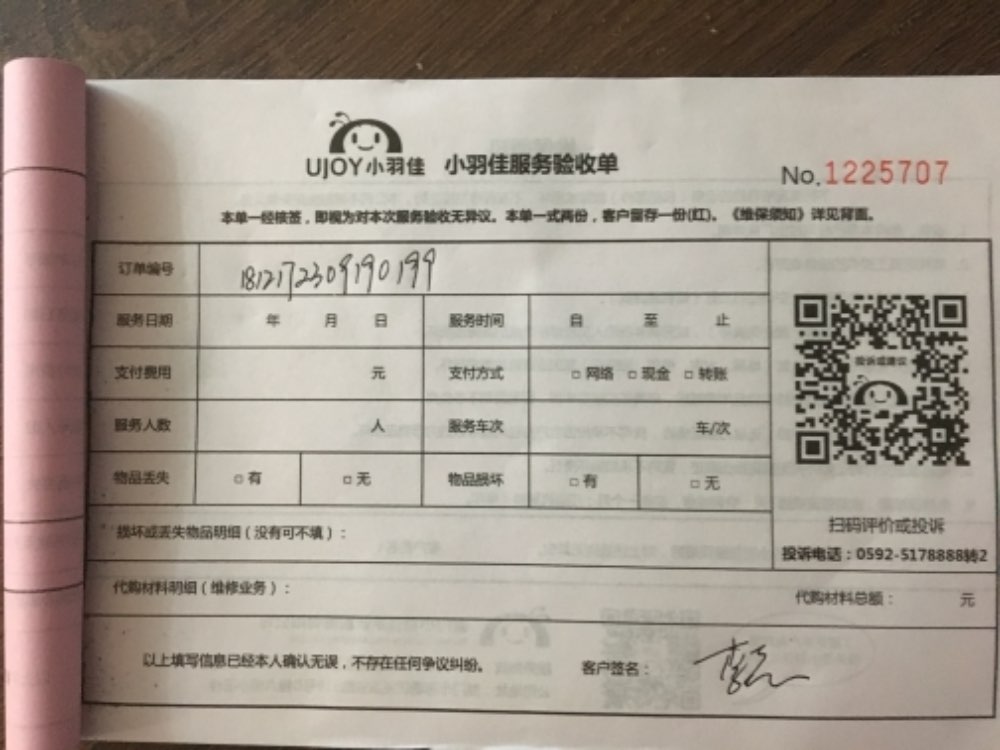 UJOY小羽佳 小羽佳服务验收单 No.1225707
本单一经核签，即视为对本次服务验收无异议。本单一式两份，客户留存一份(红)。《维保须知》详见背面。
订单编号 1812172309190199
服务日期 年 月 日 服务时间 自 至 止
投诉或建议
支付费用 元 支付方式 □网络 □现金 □转账
服务人数 人 服务车次 车/次
物品丢失 □有 □无 物品损坏 □有 □无
损坏或丢失物品明细（没有可不填）：
扫码评价或投诉
投诉电话：0592-5178888转2
代购材料明细（维修业务）：
代购材料总额： 元
以上填写信息已经本人确认无误，不存在任何争议纠纷。 客户签名：